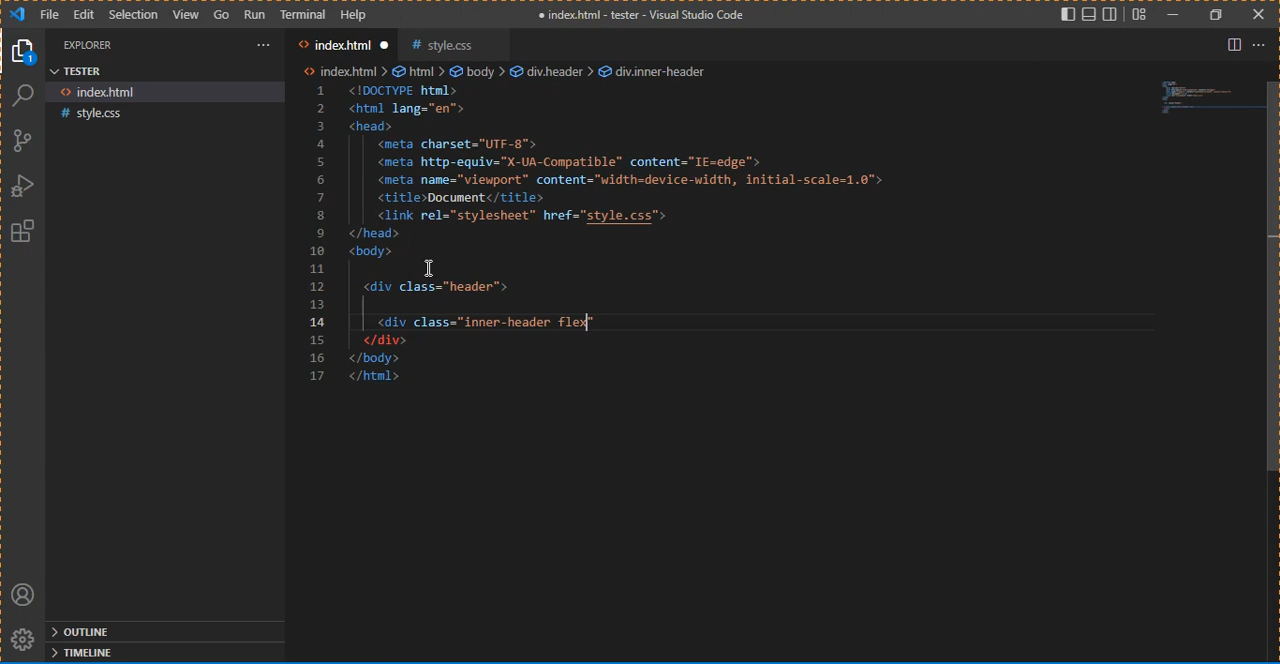 File Edit Selection View Go Run Terminal Help
● index.html - tester - Visual Studio Code
EXPLORER
1
TESTER
index.html
style.css
OUTLINE
TIMELINE
index.html
style.css
index.html > html > body > div.header > div.inner-header
1 <!DOCTYPE html>
2 <html lang="en">
3 <head>
4 <meta charset="UTF-8">
5 <meta http-equiv="X-UA-Compatible" content="IE=edge">
6 <meta name="viewport" content="width=device-width, initial-scale=1.0">
7 <title>Document</title>
8 <link rel="stylesheet" href="style.css">
9 </head>
10 <body>
11
12 <div class="header">
13
14 <div class="inner-header flex"
15 </div>
16 </body>
17 </html>